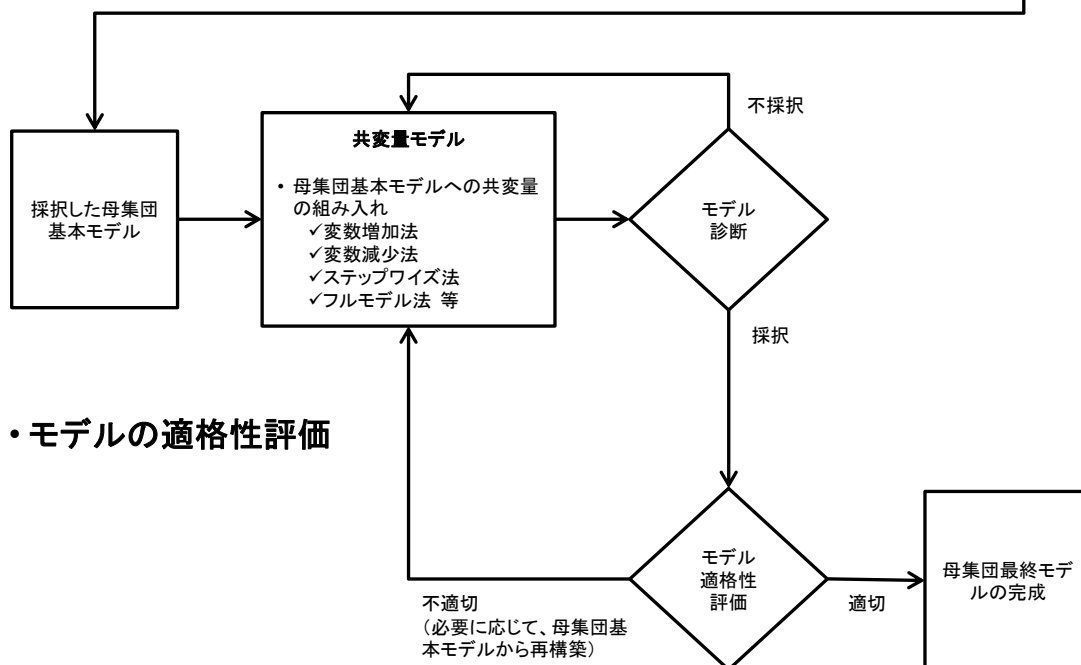 不採択
共変量モデル
・ 母集団基本モデルへの共変量
の組み入れ
✓変数増加法
✓変数減少法
✓ステップワイズ法
✓フルモデル法 等
採択した母集団
基本モデル
モデル
診断
採択
・モデルの適格性評価
モデル
適格性
評価
母集団最終モデ
ルの完成
不適切
（必要に応じて、母集団基
本モデルから再構築）
適切